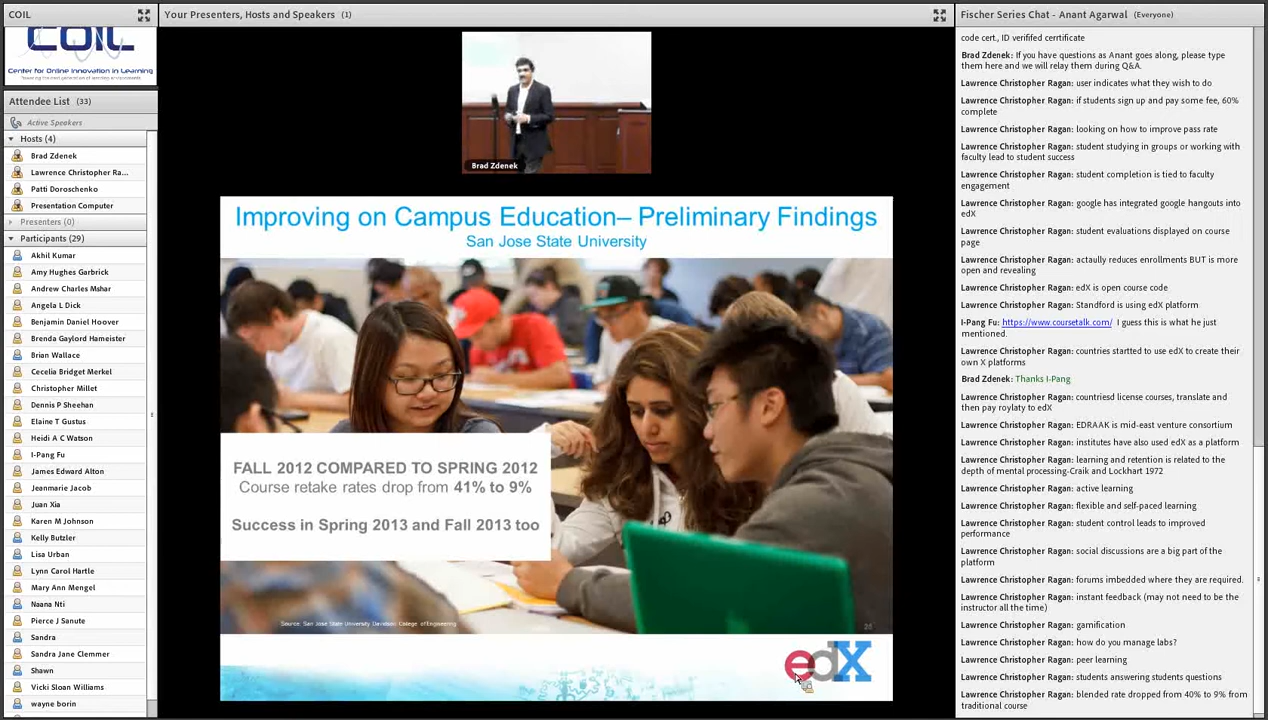 COIL
Your Presenters, Hosts and Speakers (1)
Fischer Series Chat - Anant Agarwal (Everyone)
COIL
Center for Online Innovation in Learning
Attendee List (33)
Active Speakers
Hosts (4)
Brad Zdenek
Lawrence Christopher Ra...
Patti Doroschenko
Presentation Computer
Presenters (0)
Participants (29)
Akhil Kumar
Amy Hughes Garbrick
Andrew Charles Mshar
Angela L Dick
Benjamin Daniel Hoover
Brenda Gaylord Hameister
Brian Wallace
Cecelia Bridget Merkel
Christopher Millet
Dennis P Sheehan
Elaine T Gustus
Heidi A C Watson
I-Pang Fu
James Edward Alton
Jeanmarie Jacob
Juan Xia
Karen M Johnson
Kelly Butzler
Lisa Urban
Lynn Carol Hartle
Mary Ann Mengel
Naana Nti
Pierce J Sanute
Sandra
Sandra Jane Clemmer
Shawn
Vicki Sloan Williams
wayne borin
Brad Zdenek
Improving on Campus Education– Preliminary Findings
San Jose State University
FALL 2012 COMPARED TO SPRING 2012
Course retake rates drop from 41% to 9%
Success in Spring 2013 and Fall 2013 too
Source: San Jose State University Davidson College of Engineering
edX
code cert., ID verififed cerrtificate
Brad Zdenek: If you have questions as Anant goes along, please type
them here and we will relay them during Q&A.
Lawrence Christopher Ragan: user indicates what they wish to do
Lawrence Christopher Ragan: if students sign up and pay some fee, 60%
complete
Lawrence Christopher Ragan: looking on how to improve pass rate
Lawrence Christopher Ragan: student studying in groups or working with
faculty lead to student success
Lawrence Christopher Ragan: student completion is tied to faculty
engagement
Lawrence Christopher Ragan: google has integrated google hangouts into
edX
Lawrence Christopher Ragan: student evaluations displayed on course
page
Lawrence Christopher Ragan: actaully reduces enrollments BUT is more
open and revealing
Lawrence Christopher Ragan: edX is open course code
Lawrence Christopher Ragan: Standford is using edX platform
I-Pang Fu: https://www.coursetalk.com/ I guess this is what he just
mentioned.
Lawrence Christopher Ragan: countries startted to use edX to create their
own X platforms
Brad Zdenek: Thanks I-Pang
Lawrence Christopher Ragan: countriesd license courses, translate and
then pay roylaty to edX
Lawrence Christopher Ragan: EDRAAK is mid-east venture consortium
Lawrence Christopher Ragan: institutes have also used edX as a platform
Lawrence Christopher Ragan: learning and retention is related to the
depth of mental processing-Craik and Lockhart 1972
Lawrence Christopher Ragan: active learning
Lawrence Christopher Ragan: flexible and self-paced learning
Lawrence Christopher Ragan: student control leads to improved
performance
Lawrence Christopher Ragan: social discussions are a big part of the
platform
Lawrence Christopher Ragan: forums imbedded where they are required.
Lawrence Christopher Ragan: instant feedback (may not need to be the
instructor all the time)
Lawrence Christopher Ragan: gamification
Lawrence Christopher Ragan: how do you manage labs?
Lawrence Christopher Ragan: peer learning
Lawrence Christopher Ragan: students answering students questions
Lawrence Christopher Ragan: blended rate dropped from 40% to 9% from
traditional course